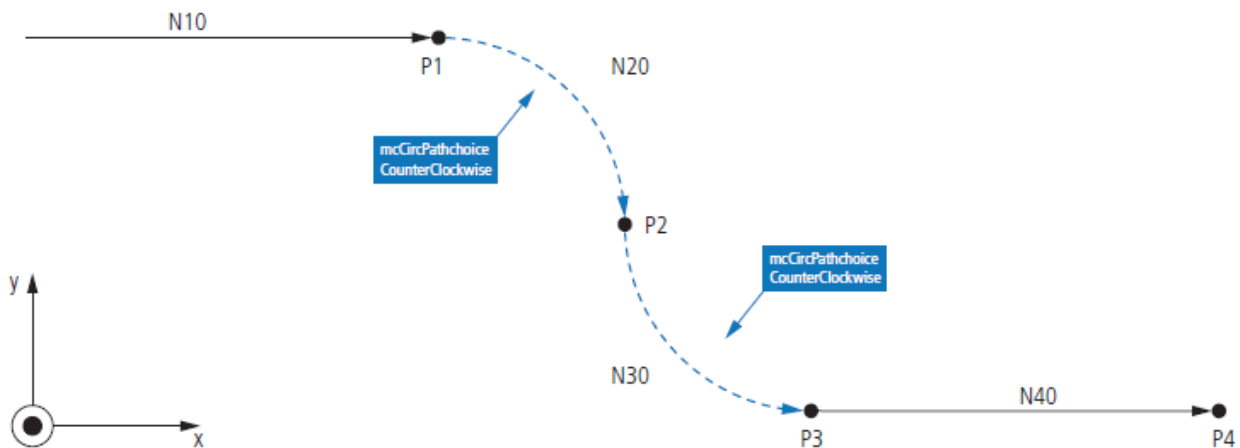 N10
P1
N20
mcCircPathchoice
CounterClockwise
P2
mcCircPathchoice
CounterClockwise
y
N30
N40
x
P3
P4